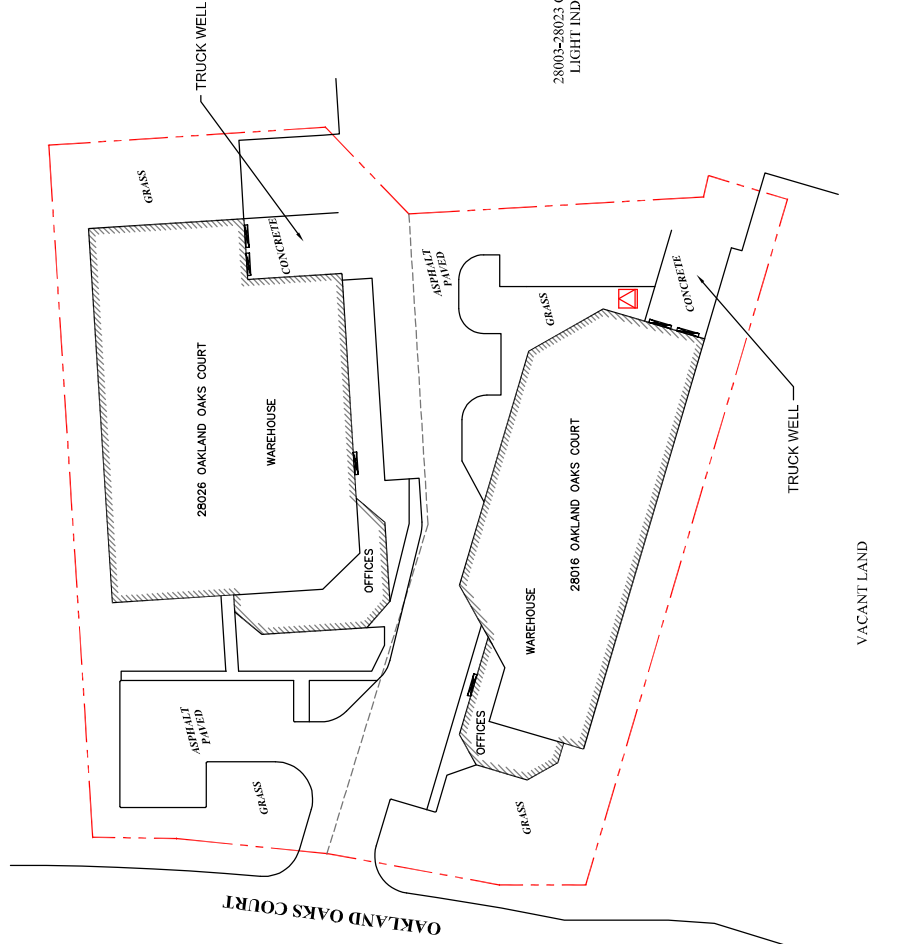 TRUCK WELL
28003-28023
LIGHT IND
GRASS
CONCRETE
ASPHALT
PAVED
GRASS
CONCRETE
28026 OAKLAND OAKS COURT
WAREHOUSE
OFFICES
28016 OAKLAND OAKS COURT
WAREHOUSE
OFFICES
TRUCK WELL
VACANT LAND
ASPHALT
PAVED
GRASS
GRASS
OAKLAND OAKS COURT